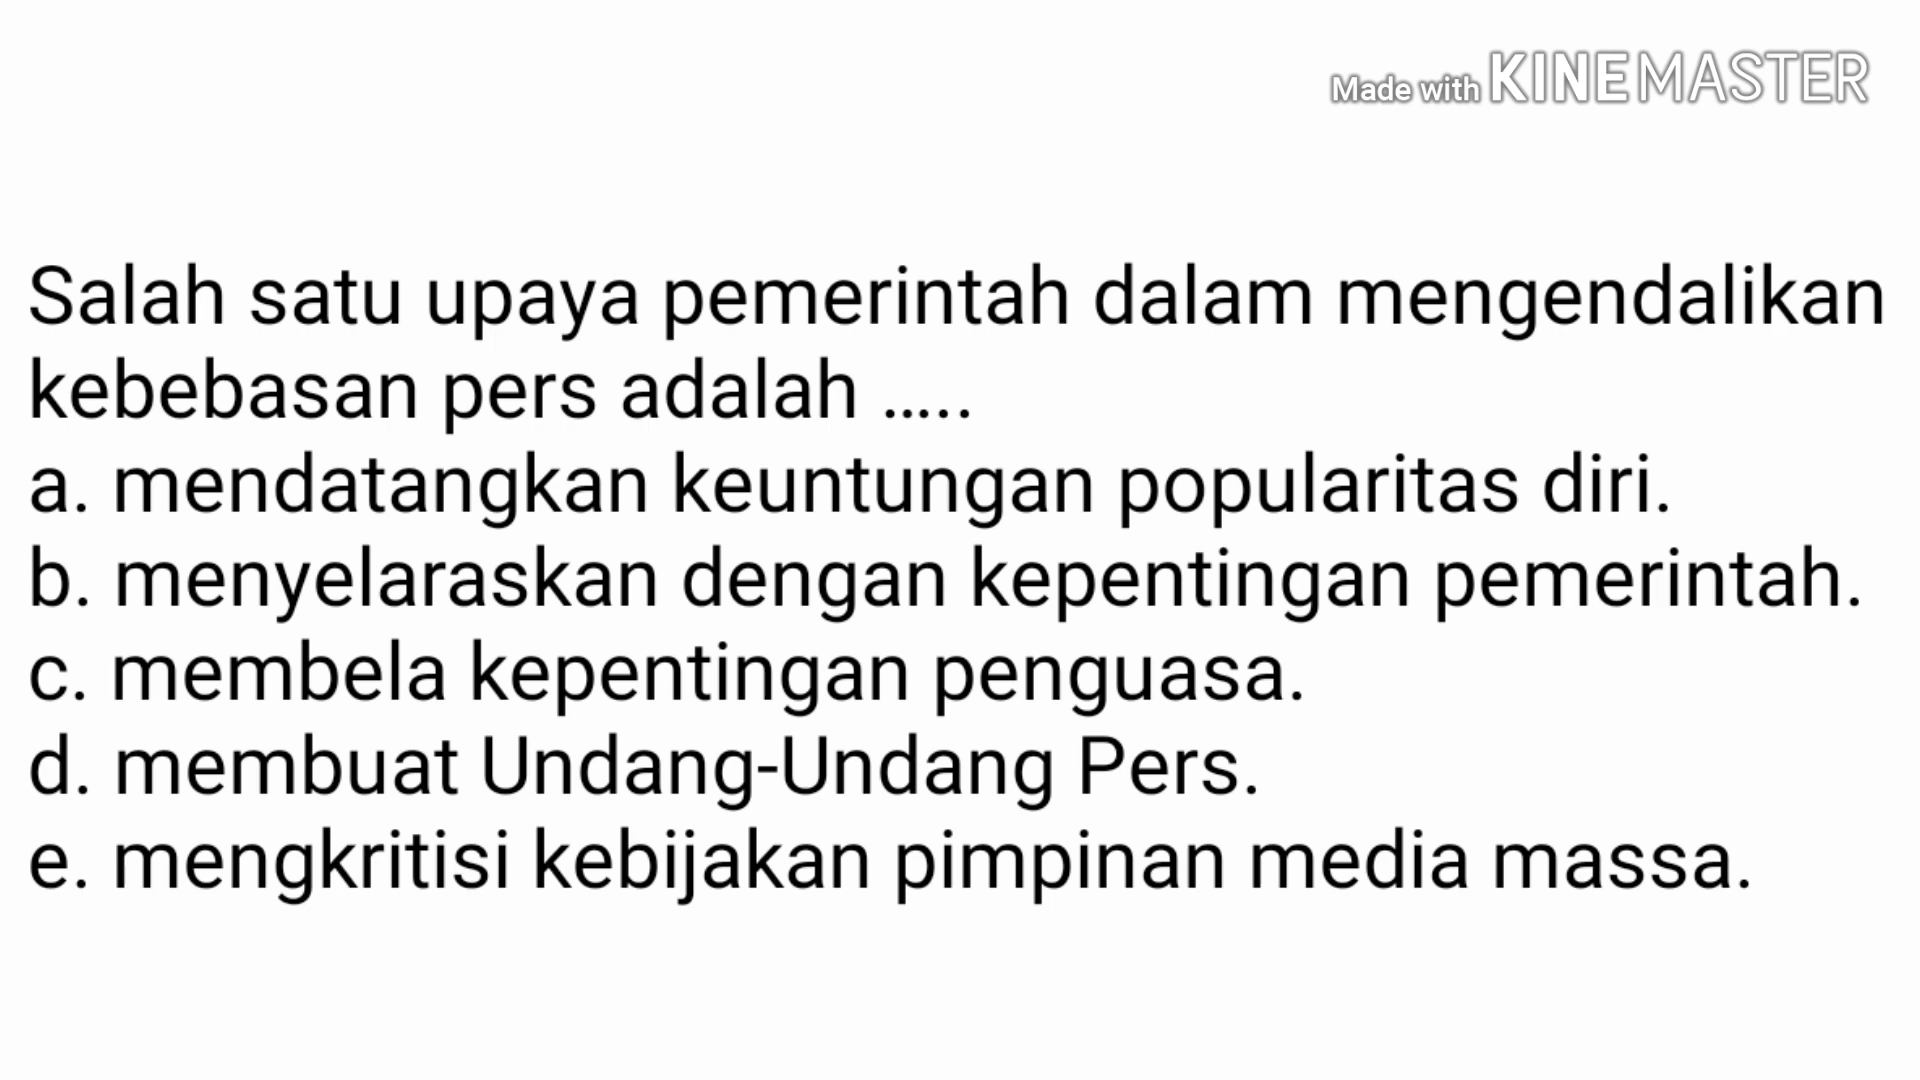 Made with KINEMASTER
Salah satu upaya pemerintah dalam mengendalikan
kebebasan pers adalah .....
a. mendatangkan keuntungan popularitas diri.
b. menyelaraskan dengan kepentingan pemerintah.
c. membela kepentingan penguasa.
d. membuat Undang-Undang Pers.
e. mengkritisi kebijakan pimpinan media massa.